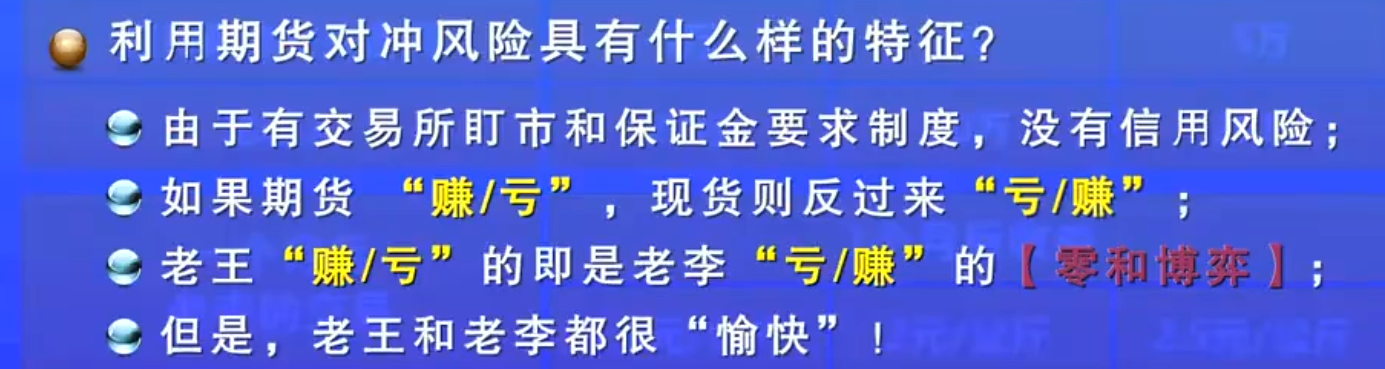 利用期货对冲风险具有什么样的特征?
由于有交易所盯市和保证金要求制度，没有信用风险；
如果期货 “赚/亏” ，现货则反过来“亏/赚” ；
老王“赚/亏”的即是老李“亏/赚”的【零和博弈】；
但是，老王和老李都很“愉快”！